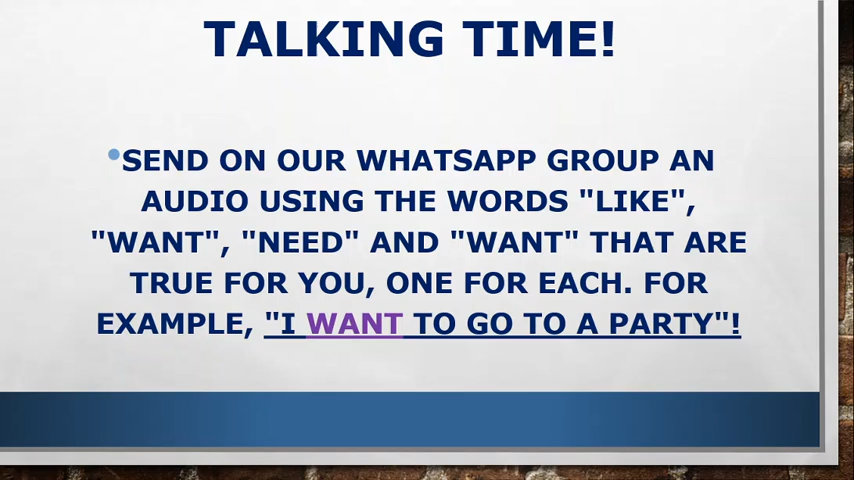 TALKING TIME!
•SEND ON OUR WHATSAPP GROUP AN
AUDIO USING THE WORDS "LIKE",
"WANT", "NEED" AND "WANT" THAT ARE
TRUE FOR YOU, ONE FOR EACH. FOR
EXAMPLE, "I WANT TO GO TO A PARTY"!